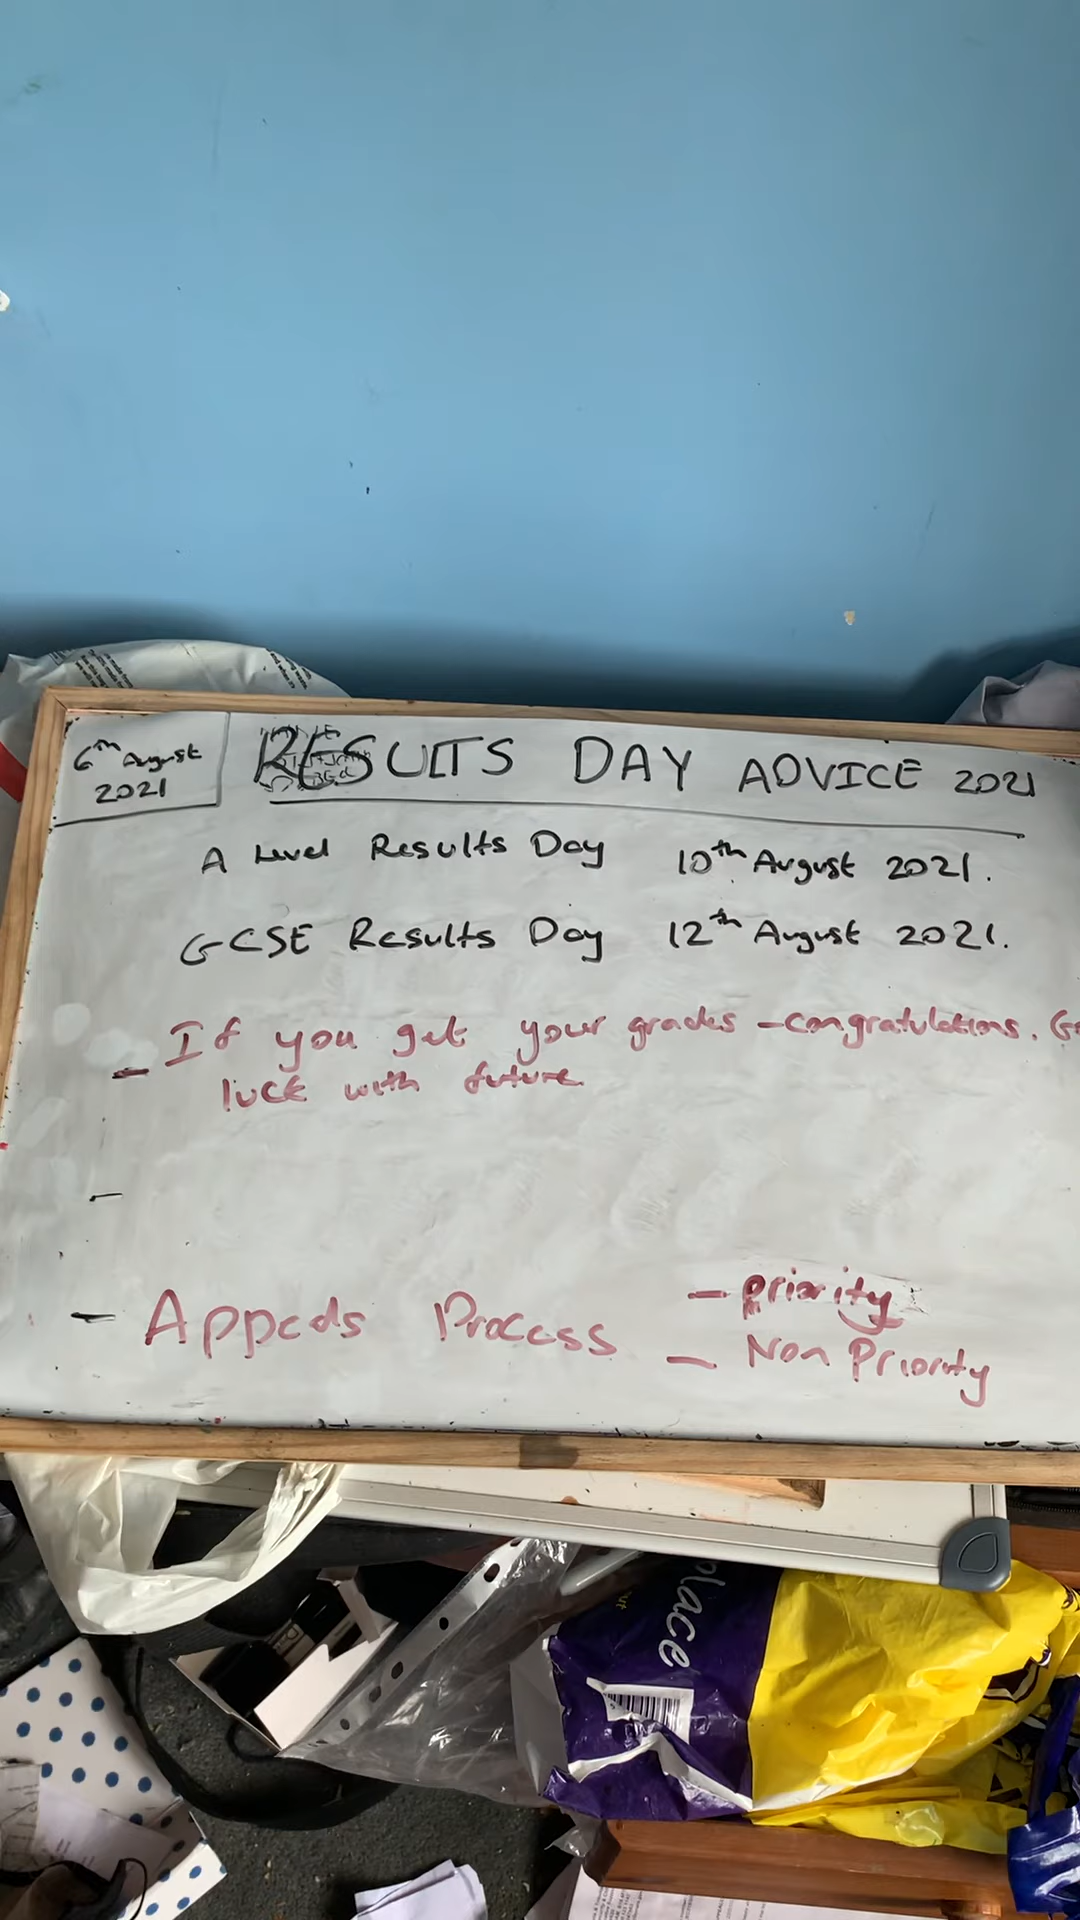 6th August
2021
RESULTS DAY ADVICE 2021
A Level Results Day 10th August 2021.
GCSE Results Day 12th August 2021.
- If you get your grades - congratulations.
luck with future
-
- Appeals Process
- Priority
- Non Priority
place